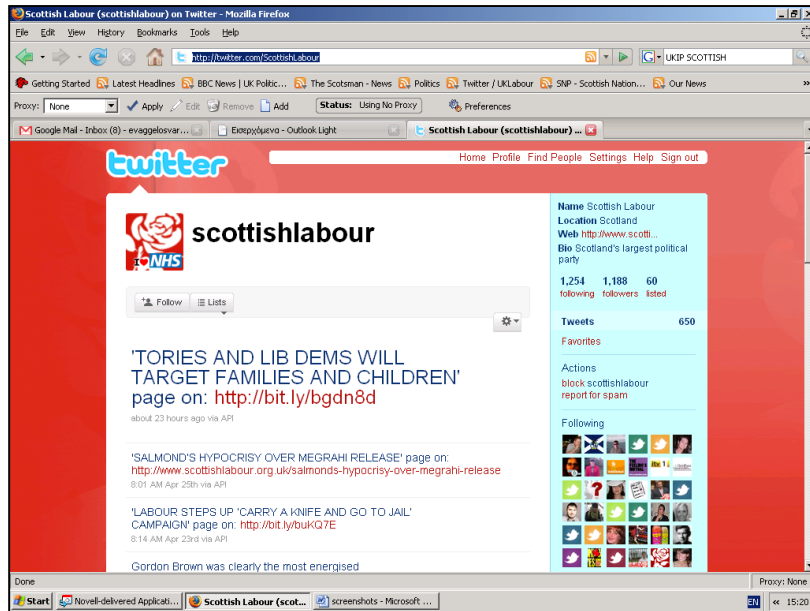 Scottish Labour (scottishlabour) on Twitter - Mozilla Firefox
File Edit View History Bookmarks Tools Help
http://twitter.com/ScottishLabour
G UKIP SCOTTISH
Getting Started Latest Headlines BBC News | UK Politic... The Scotsman - News Politics Twitter / UKLabour SNP - Scottish Nation... Our News »
Proxy: None Apply Edit Remove Add Status: Using No Proxy Preferences
Google Mail - Inbox (8) - evaggelosvar... Εισερχόμενα - Outlook Light Scottish Labour (scottishlabour) ...
twitter
Home Profile Find People Settings Help Sign out
I NHS
scottishlabour
Follow Lists
'TORIES AND LIB DEMS WILL
TARGET FAMILIES AND CHILDREN'
page on: http://bit.ly/bgdn8d
about 23 hours ago via API
'SALMOND'S HYPOCRISY OVER MEGRAHI RELEASE' page on:
http://www.scottishlabour.org.uk/salmonds-hypocrisy-over-megrahi-release
8:01 AM Apr 25th via API
'LABOUR STEPS UP 'CARRY A KNIFE AND GO TO JAIL'
CAMPAIGN' page on: http://bit.ly/buKQ7E
8:14 AM Apr 23rd via API
Gordon Brown was clearly the most energised
Name Scottish Labour
Location Scotland
Web http://www.scotti...
Bio Scotland's largest political
party
1,254 1,188 60
following followers listed
Tweets 650
Favorites
Actions
block scottishlabour
report for spam
Following
Done Proxy: None
Start Novell-delivered Applicati... Scottish Labour (scot... screenshots - Microsoft ... EN « 15:20